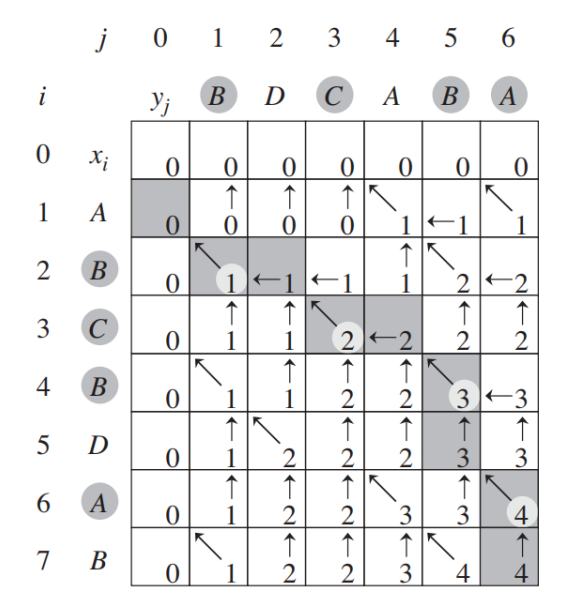 j 0 1 2 3 4 5 6
i yj B D C A B A
0 xi 0 0 0 0 0 0 0
1 A 0 ↑0 ↑0 ↑0 ↖1 ←1 ↖1
2 B 0 ↖1 ←1 ←1 ↑1 ↖2 ←2
3 C 0 ↑1 ↑1 ↖2 ←2 ↑2 ↑2
4 B 0 ↖1 ↑1 ↑2 ↑2 ↖3 ←3
5 D 0 ↑1 ↖2 ↑2 ↑2 ↑3 ↑3
6 A 0 ↑1 ↑2 ↑2 ↖3 ↑3 ↖4
7 B 0 ↖1 ↑2 ↑2 ↑3 ↖4 ↑4